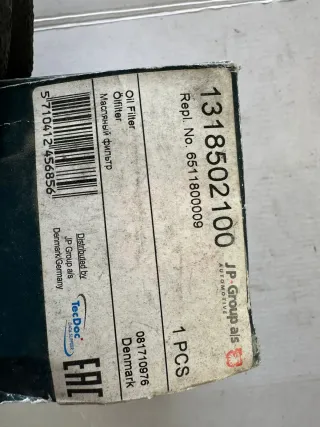 1318502100
Repl. No. 6511800009
JP-Group a/s
AUTOMOTIVE
Oil Filter
Ölfilter
Масляный фильтр
1 PCS
081710976
Denmark
5710412456856
Distributed by
JP Group a/s
Denmark/Germany
TecDoc
EAC